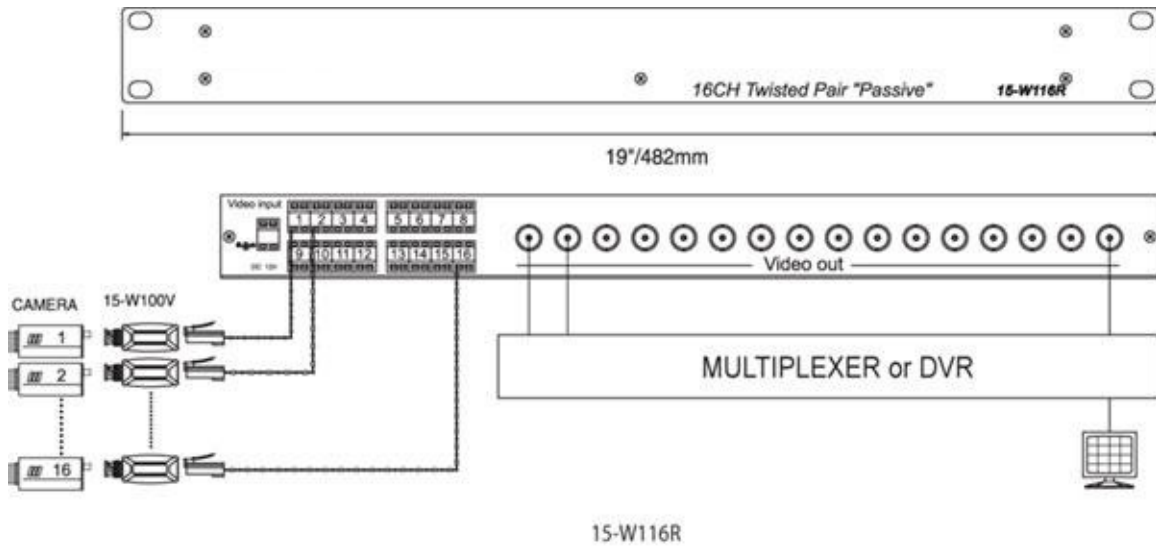 16CH Twisted Pair "Passive" 15-W116R
19"/482mm
Video input
1 2 3 4 5 6 7 8
9 10 11 12 13 14 15 16
DC 12V
Video out
CAMERA 15-W100V
1
2
16
MULTIPLEXER or DVR
15-W116R